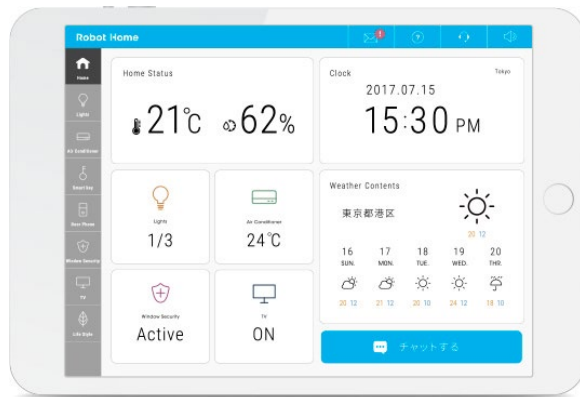 Robot Home
1
?
Home
Lights
Air Conditioner
Smart Key
Door Phone
Window Security
TV
Life Style
Home Status
21℃
62%
Clock
Tokyo
2017.07.15
15:30 PM
Lights
1/3
Air Conditioner
24℃
Window Security
Active
TV
ON
Weather Contents
東京都港区
20 12
16 17 18 19 20
SUN. MON. TUE. WED. THR.
20 12 21 12 20 10 24 12 18 10
チャットする